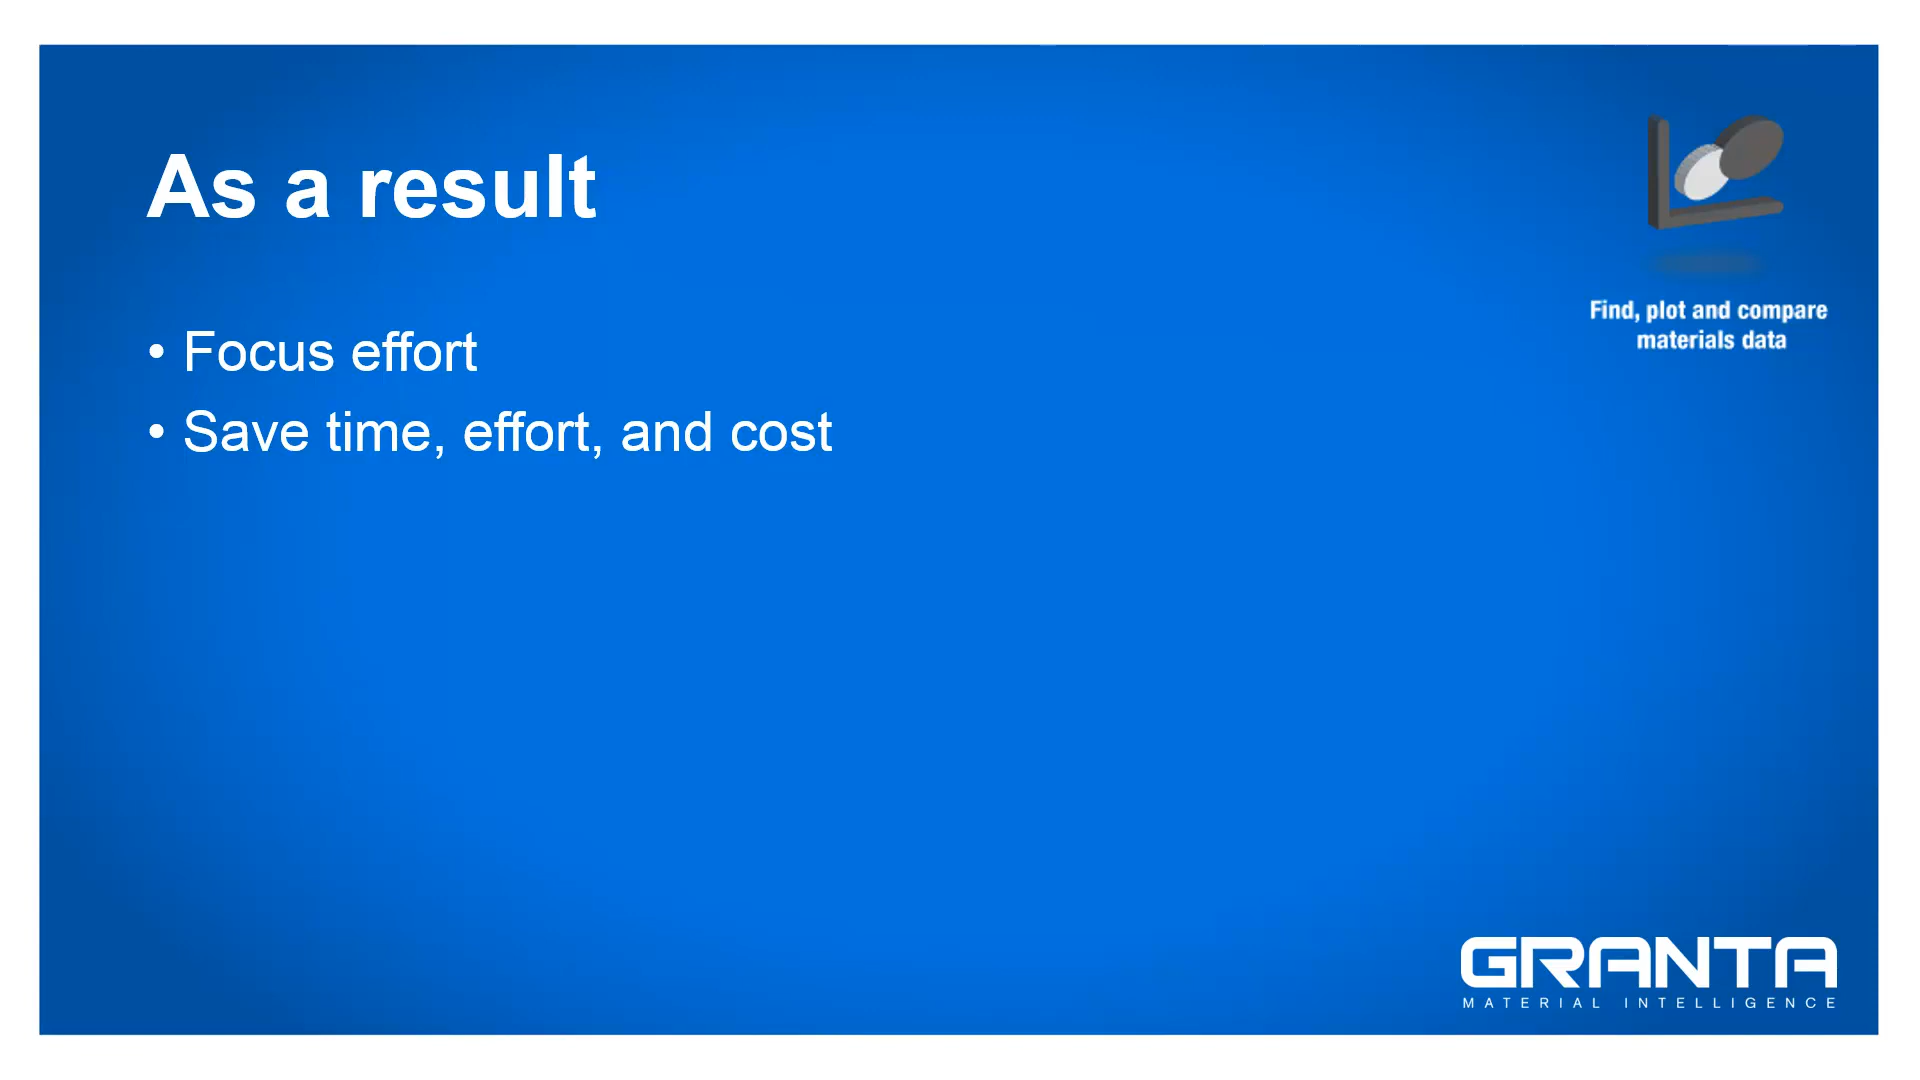 As a result
• Focus effort
• Save time, effort, and cost
Find, plot and compare
materials data
GRANTA
MATERIAL INTELLIGENCE